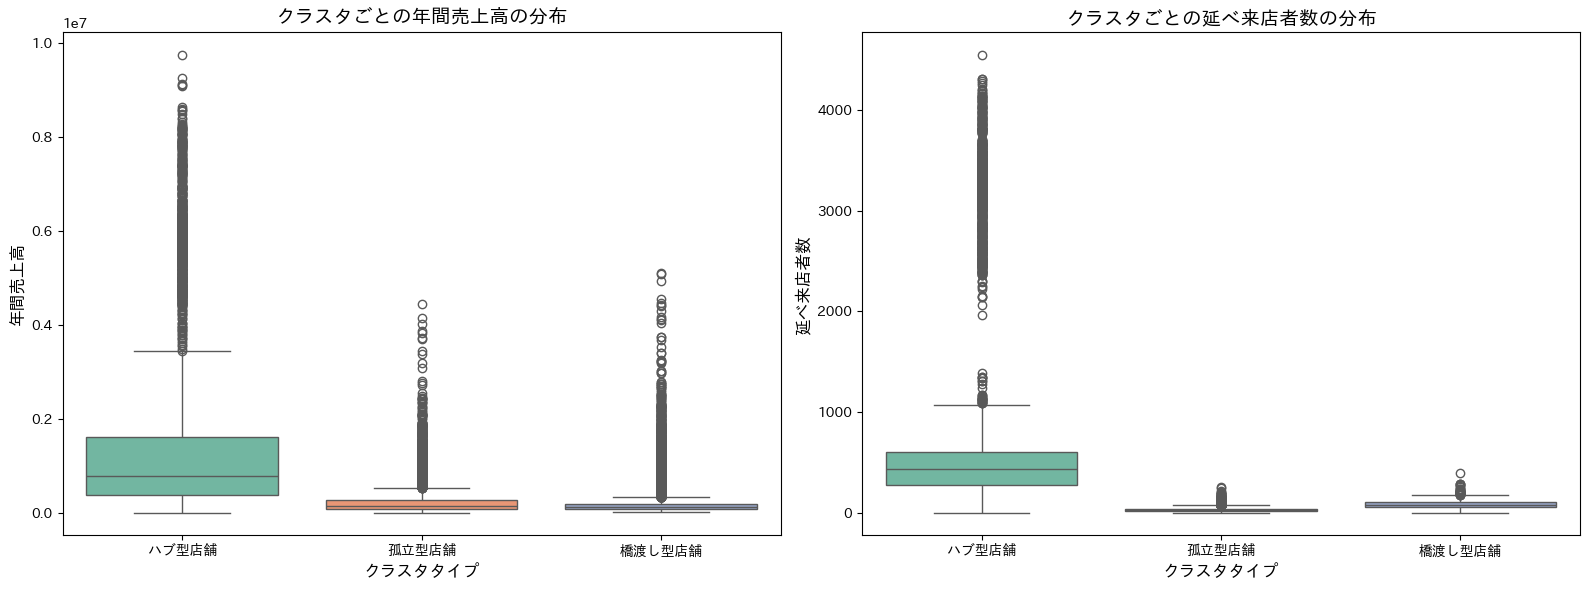 クラスタごとの年間売上高の分布
1e7
1.0
0.8
0.6
0.4
0.2
0.0
年間売上高
ハブ型店舗
孤立型店舗
橋渡し型店舗
クラスタタイプ
クラスタごとの延べ来店者数の分布
4000
3000
2000
1000
0
延べ来店者数
ハブ型店舗
孤立型店舗
橋渡し型店舗
クラスタタイプ